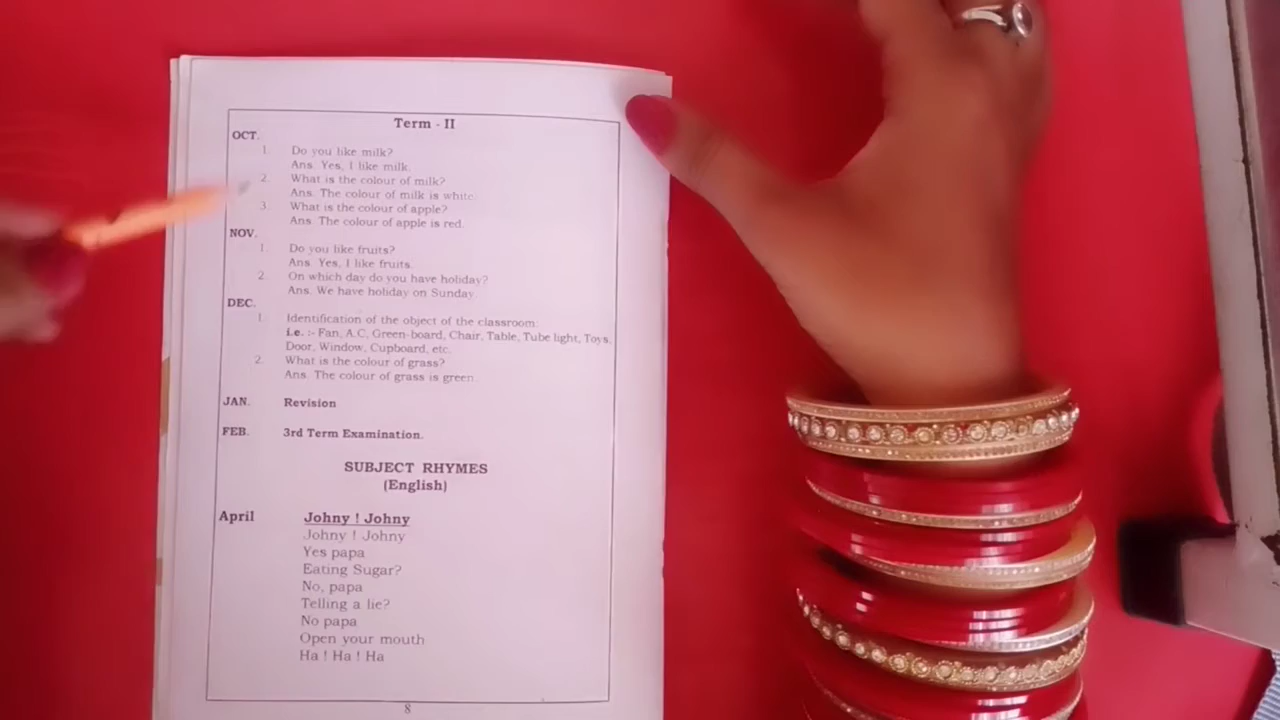 Term - II
OCT.
1. Do you like milk?
Ans. Yes, I like milk.
2. What is the colour of milk?
Ans. The colour of milk is white.
3. What is the colour of apple?
Ans. The colour of apple is red.
NOV.
1. Do you like fruits?
Ans. Yes, I like fruits.
2. On which day do you have holiday?
Ans. We have holiday on Sunday.
DEC.
1. Identification of the object of the classroom:
i.e. :- Fan, A.C, Green-board, Chair, Table, Tube light, Toys,
Door, Window, Cupboard, etc.
2. What is the colour of grass?
Ans. The colour of grass is green.
JAN. Revision
FEB. 3rd Term Examination.
SUBJECT RHYMES
(English)
April Johny ! Johny
Johny ! Johny
Yes papa
Eating Sugar?
No, papa
Telling a lie?
No papa
Open your mouth
Ha ! Ha ! Ha
8